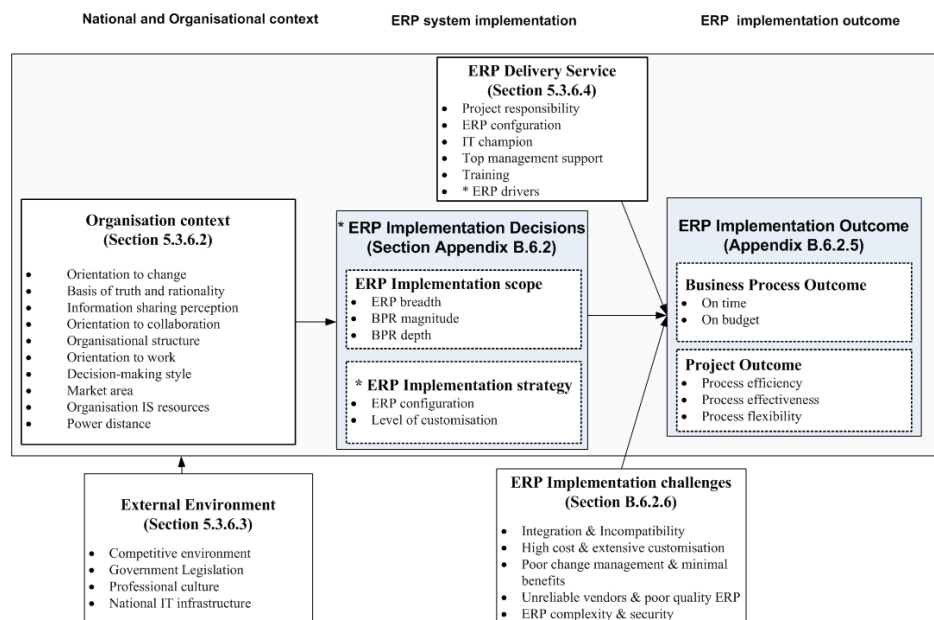 National and Organisational context
ERP system implementation
ERP implementation outcome
ERP Delivery Service
(Section 5.3.6.4)
• Project responsibility
• ERP confguration
• IT champion
• Top management support
• Training
• * ERP drivers
Organisation context
(Section 5.3.6.2)
• Orientation to change
• Basis of truth and rationality
• Information sharing perception
• Orientation to collaboration
• Organisational structure
• Orientation to work
• Decision-making style
• Market area
• Organisation IS resources
• Power distance
* ERP Implementation Decisions
(Section Appendix B.6.2)
ERP Implementation scope
• ERP breadth
• BPR magnitude
• BPR depth
* ERP Implementation strategy
• ERP configuration
• Level of customisation
ERP Implementation Outcome
(Appendix B.6.2.5)
Business Process Outcome
• On time
• On budget
Project Outcome
• Process efficiency
• Process effectiveness
• Process flexibility
External Environment
(Section 5.3.6.3)
• Competitive environment
• Government Legislation
• Professional culture
• National IT infrastructure
ERP Implementation challenges
(Section B.6.2.6)
• Integration & Incompatibility
• High cost & extensive customisation
• Poor change management & minimal
benefits
• Unreliable vendors & poor quality ERP
• ERP complexity & security